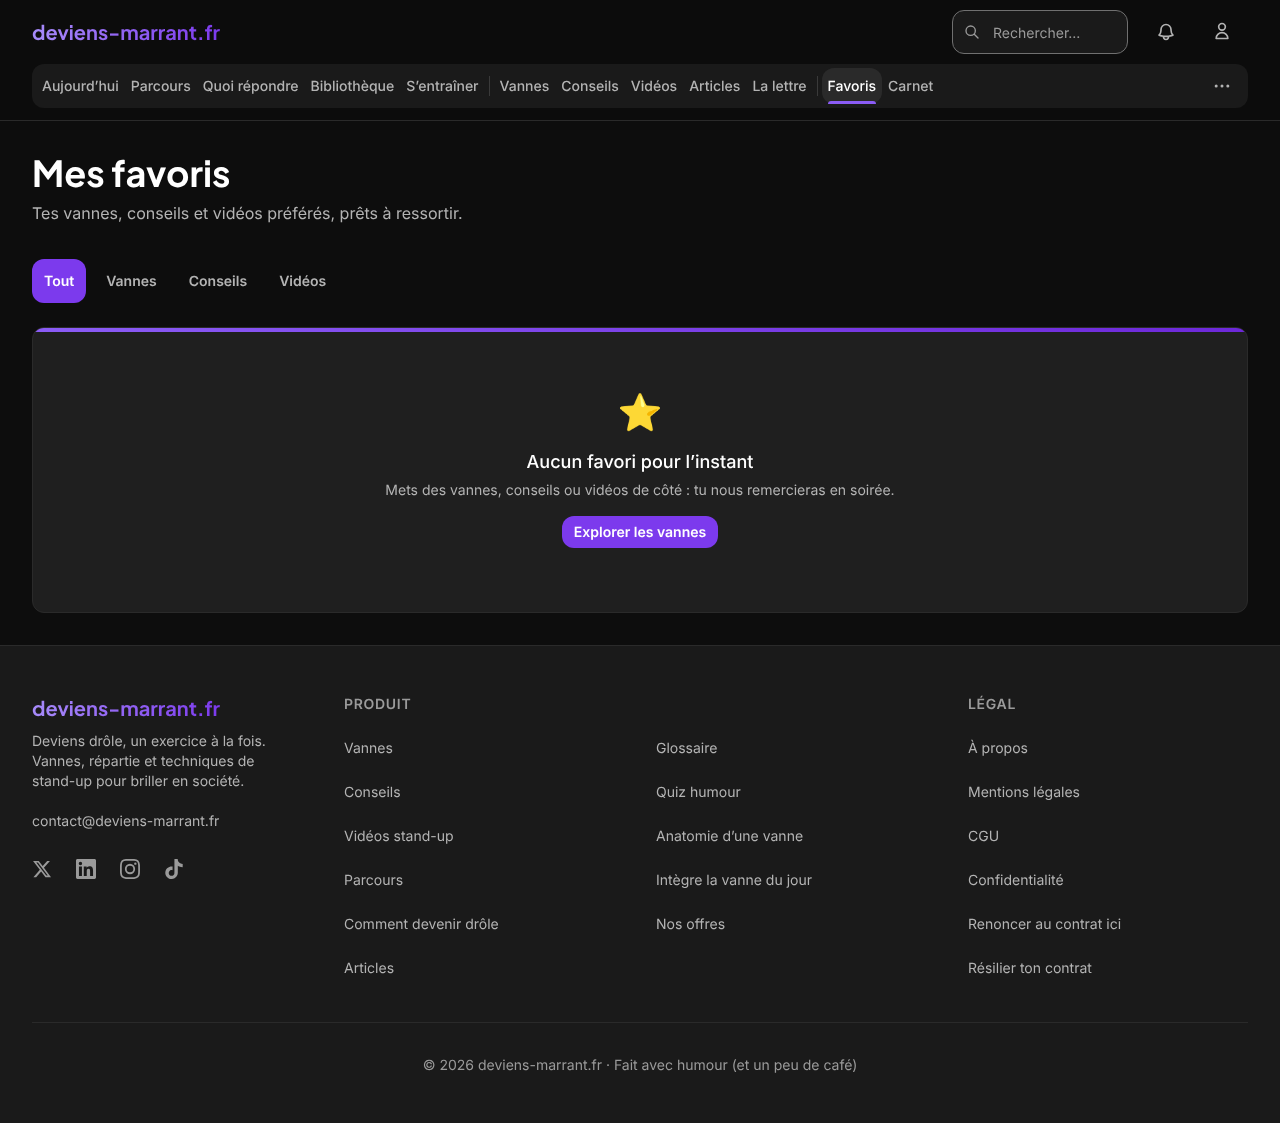 deviens-marrant.fr
Rechercher...
Aujourd’hui Parcours Quoi répondre Bibliothèque S’entraîner Vannes Conseils Vidéos Articles La lettre Favoris Carnet
Mes favoris
Tes vannes, conseils et vidéos préférés, prêts à ressortir.
Tout Vannes Conseils Vidéos
Aucun favori pour l’instant
Mets des vannes, conseils ou vidéos de côté : tu nous remercieras en soirée.
Explorer les vannes
deviens-marrant.fr
Deviens drôle, un exercice à la fois.
Vannes, répartie et techniques de
stand-up pour briller en société.
contact@deviens-marrant.fr
PRODUIT
Vannes
Conseils
Vidéos stand-up
Parcours
Comment devenir drôle
Articles
Glossaire
Quiz humour
Anatomie d’une vanne
Intègre la vanne du jour
Nos offres
LÉGAL
À propos
Mentions légales
CGU
Confidentialité
Renoncer au contrat ici
Résilier ton contrat
© 2026 deviens-marrant.fr · Fait avec humour (et un peu de café)